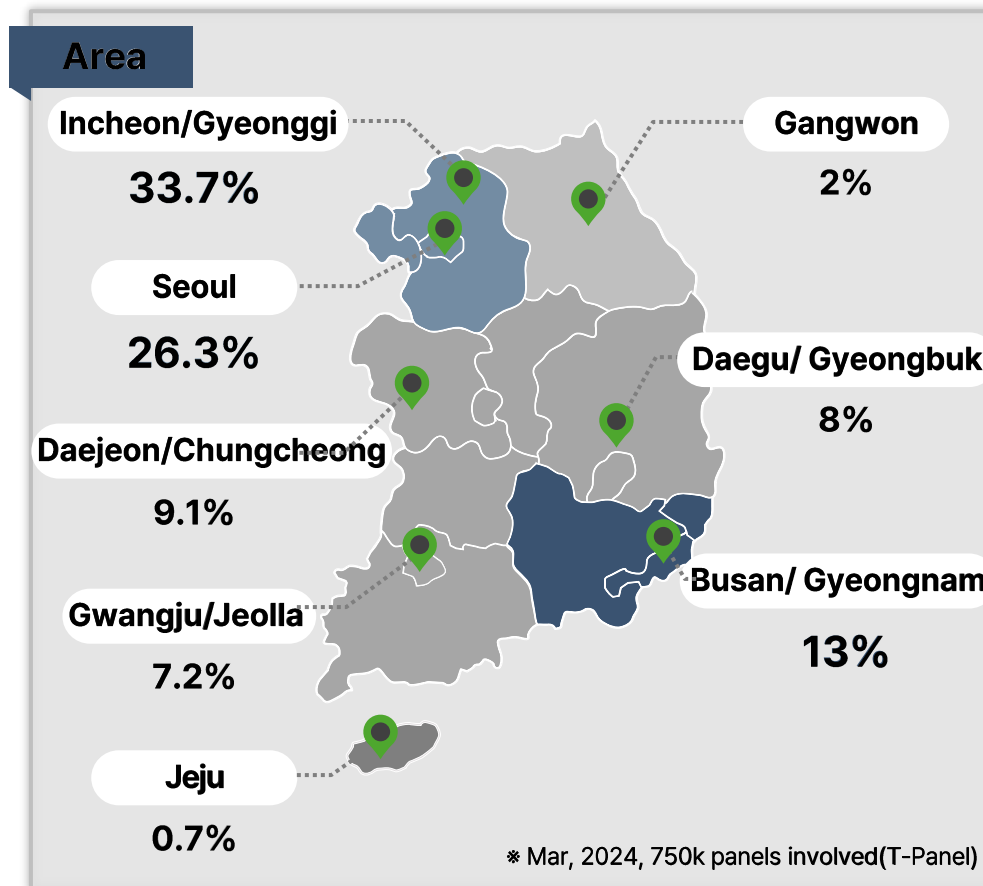 Area
Incheon/Gyeonggi
33.7%
Gangwon
2%
Seoul
26.3%
Daegu/ Gyeongbuk
8%
Daejeon/Chungcheong
9.1%
Busan/ Gyeongnam
13%
Gwangju/Jeolla
7.2%
Jeju
0.7%
※ Mar, 2024, 750k panels involved(T-Panel)